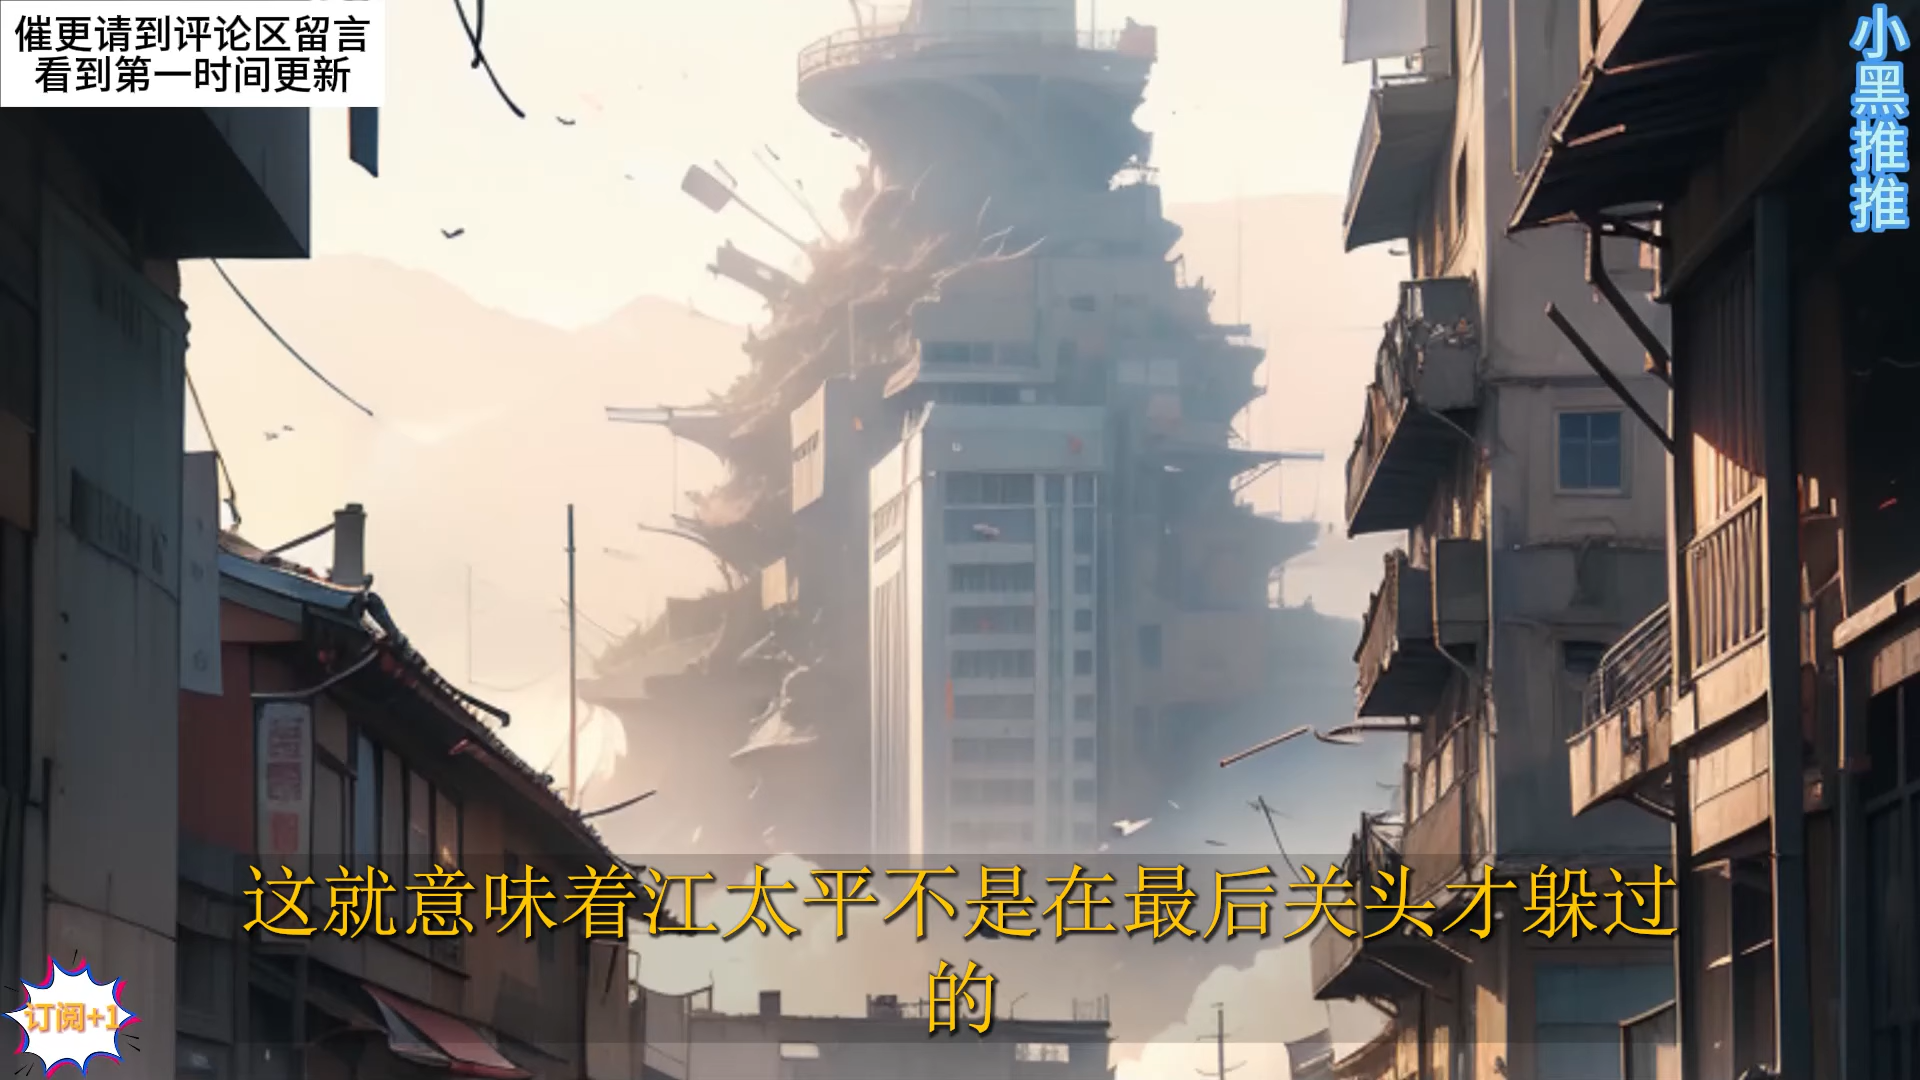 催更请到评论区留言
看到第一时间更新
小黑推推
这就意味着江太平不是在最后关头才躲过
的
订阅+1